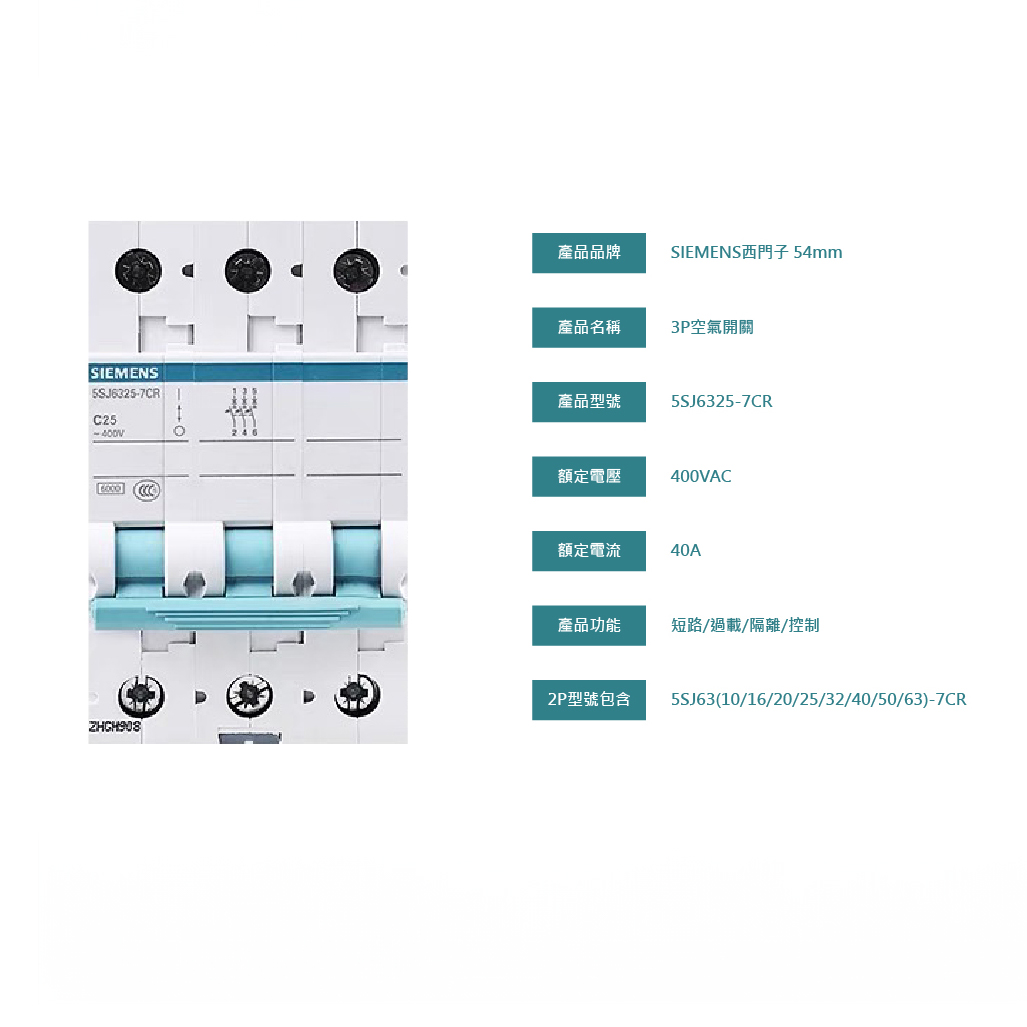 SIEMENS
5SJ6325-7CR
C25
~400V
1 3 5
2 4 6
6000
CCC
ZHGM908
產品品牌 SIEMENS西門子 54mm
產品名稱 3P空氣開關
產品型號 5SJ6325-7CR
額定電壓 400VAC
額定電流 40A
產品功能 短路/過載/隔離/控制
2P型號包含 5SJ63(10/16/20/25/32/40/50/63)-7CR